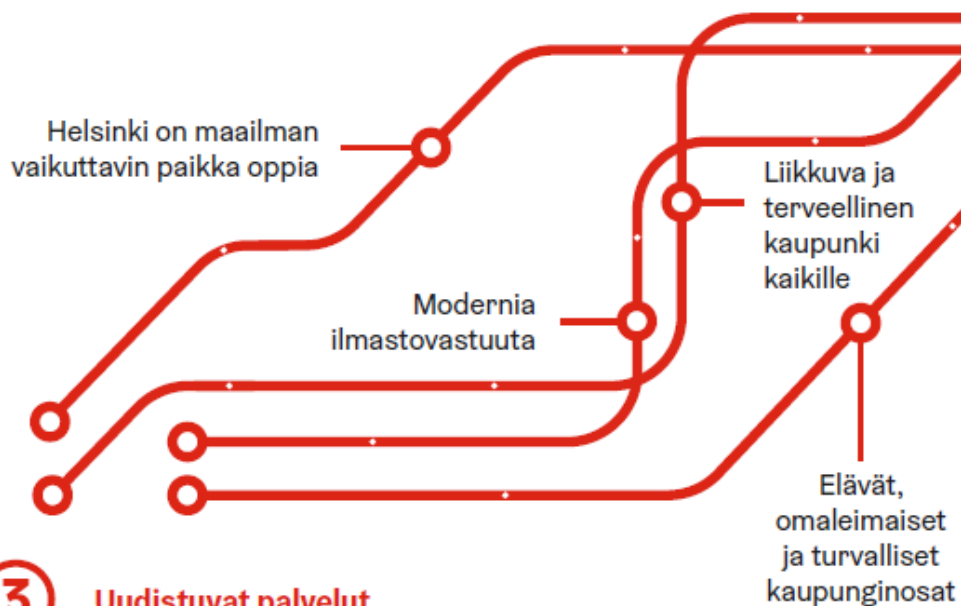 Helsinki on maailman
vaikuttavin paikka oppia
Liikkuva ja
terveellinen
kaupunki
kaikille
Modernia
ilmastovastuuta
Elävät,
omaleimaiset
ja turvalliset
kaupunginosat
3
Uudistuvat palvelut